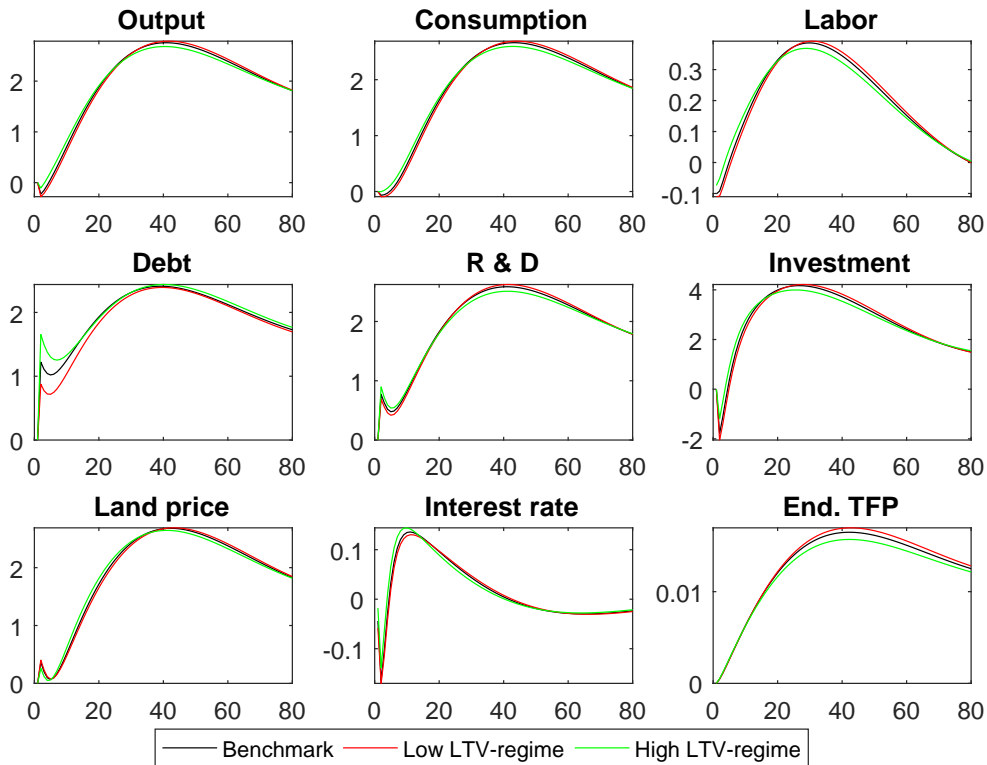 Output Consumption Labor
2
1
0
0 20 40 60 80
2
1
0
0 20 40 60 80
0.3
0.2
0.1
0
-0.1
0 20 40 60 80
Debt R & D Investment
2
1
0
0 20 40 60 80
2
1
0
0 20 40 60 80
4
2
0
-2
0 20 40 60 80
Land price Interest rate End. TFP
2
1
0
0 20 40 60 80
0.1
0
-0.1
0 20 40 60 80
0.01
0
0 20 40 60 80
Benchmark Low LTV-regime High LTV-regime